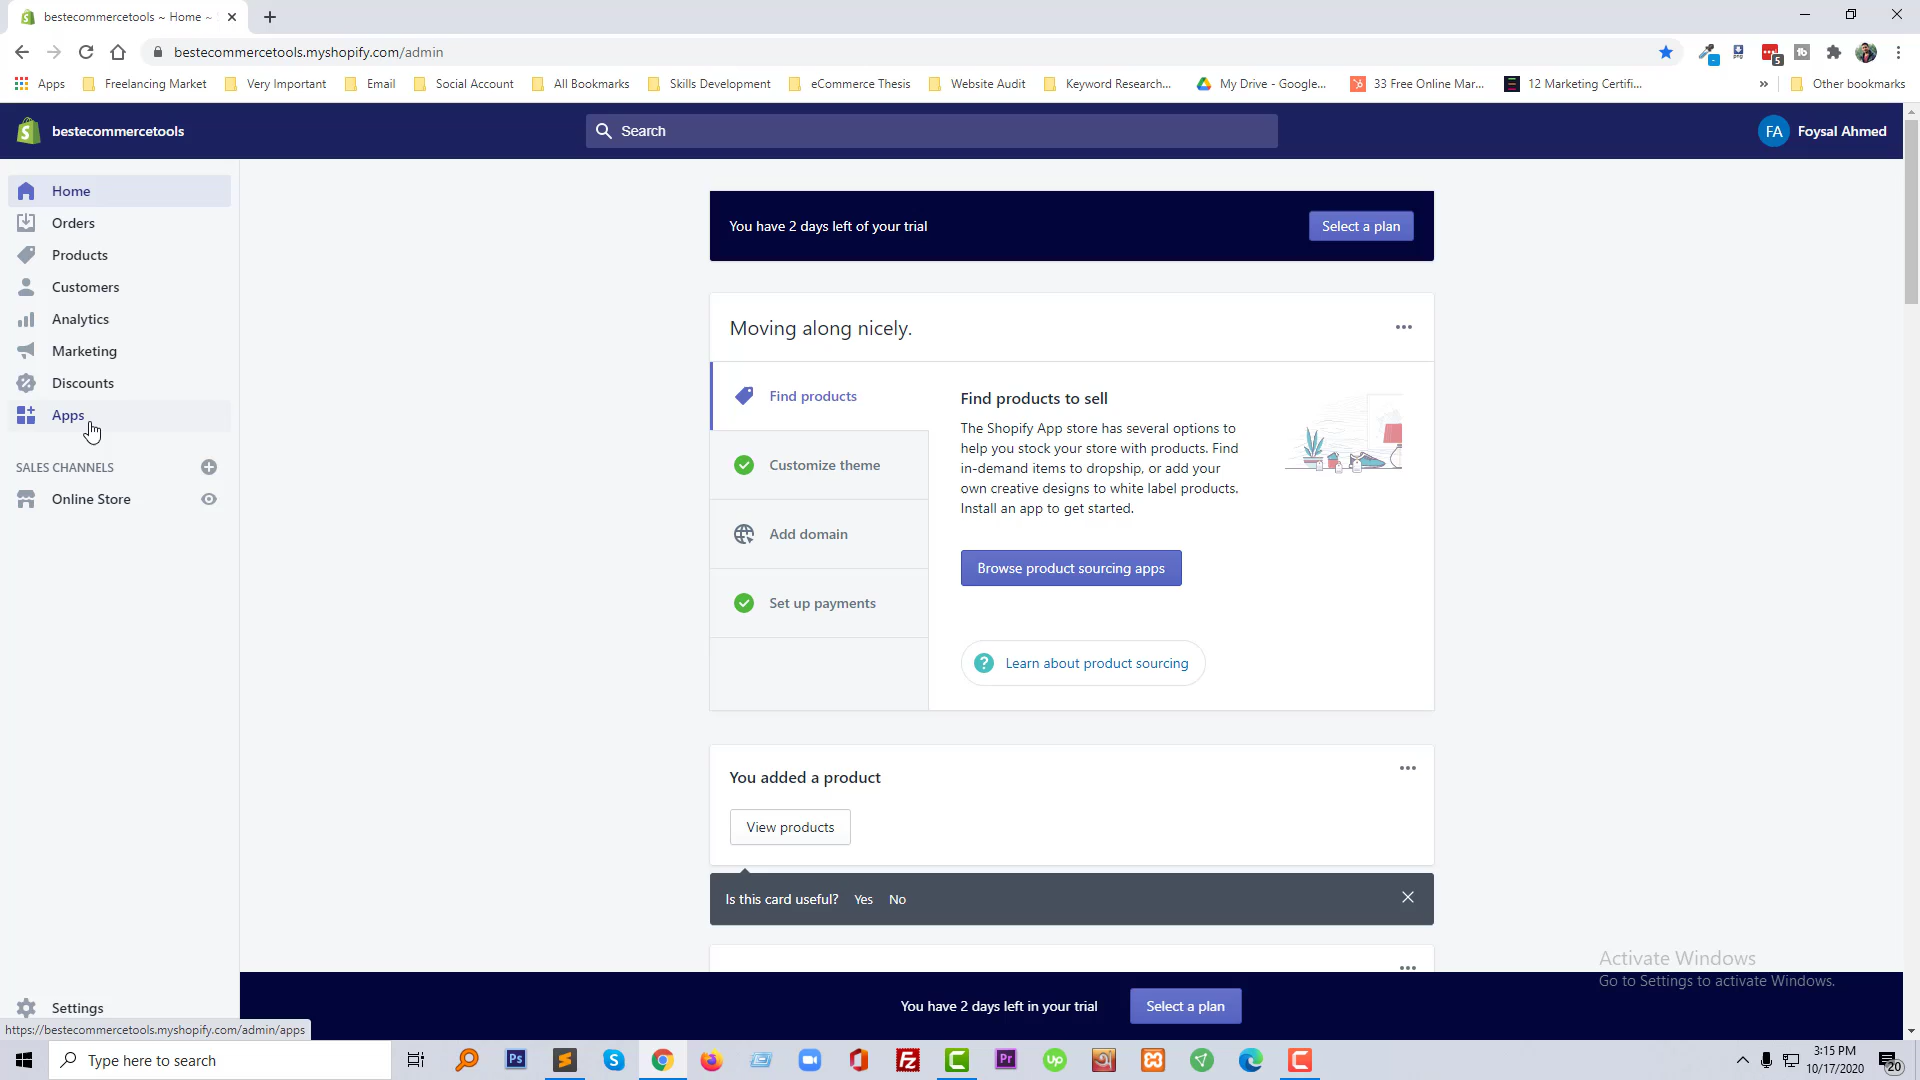 bestecommercetools ~ Home ~
bestecommercetools.myshopify.com/admin
5
Apps
Freelancing Market
Very Important
Email
Social Account
All Bookmarks
Skills Development
eCommerce Thesis
Website Audit
Keyword Research...
My Drive - Google...
33 Free Online Mar...
12 Marketing Certifi...
»
Other bookmarks
bestecommercetools
Search
FA
Foysal Ahmed
Home
Orders
Products
Customers
Analytics
Marketing
Discounts
Apps
SALES CHANNELS
Online Store
Settings
You have 2 days left of your trial
Select a plan
Moving along nicely.
Find products
Customize theme
Add domain
Set up payments
Find products to sell
The Shopify App store has several options to
help you stock your store with products. Find
in-demand items to dropship, or add your
own creative designs to white label products.
Install an app to get started.
Browse product sourcing apps
? Learn about product sourcing
You added a product
View products
Is this card useful? Yes No
Activate Windows
Go to Settings to activate Windows.
You have 2 days left in your trial
Select a plan
https://bestecommercetools.myshopify.com/admin/apps
Type here to search
Ps
Fz
Pr
up
3:15 PM
10/17/2020
20